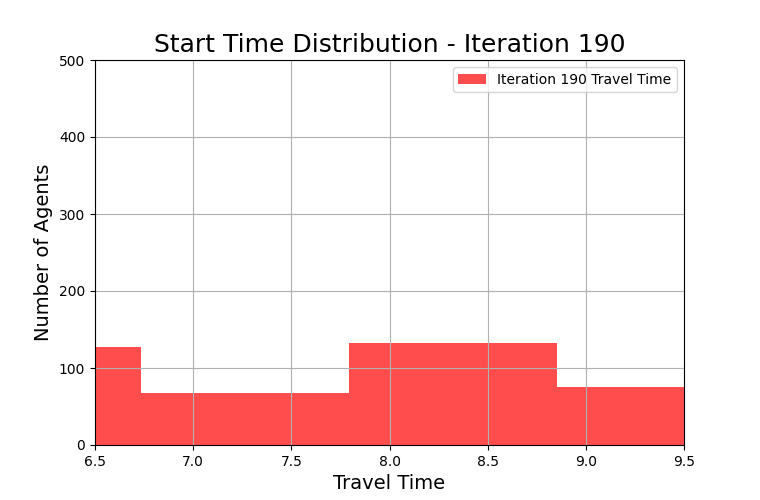 Start Time Distribution - Iteration 190
500
Iteration 190 Travel Time
400
300
200
100
0
Number of Agents
6.5 7.0 7.5 8.0 8.5 9.0 9.5
Travel Time